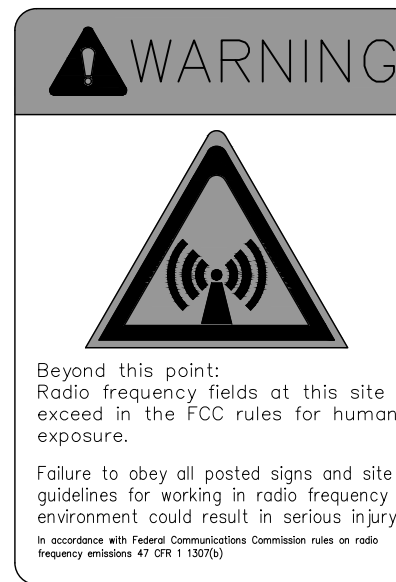 WARNING
Beyond this point:
Radio frequency fields at this site
exceed in the FCC rules for human
exposure.
Failure to obey all posted signs and site
guidelines for working in radio frequency
environment could result in serious injury
In accordance with Federal Communications Commission rules on radio
frequency emissions 47 CFR 1 1307(b)